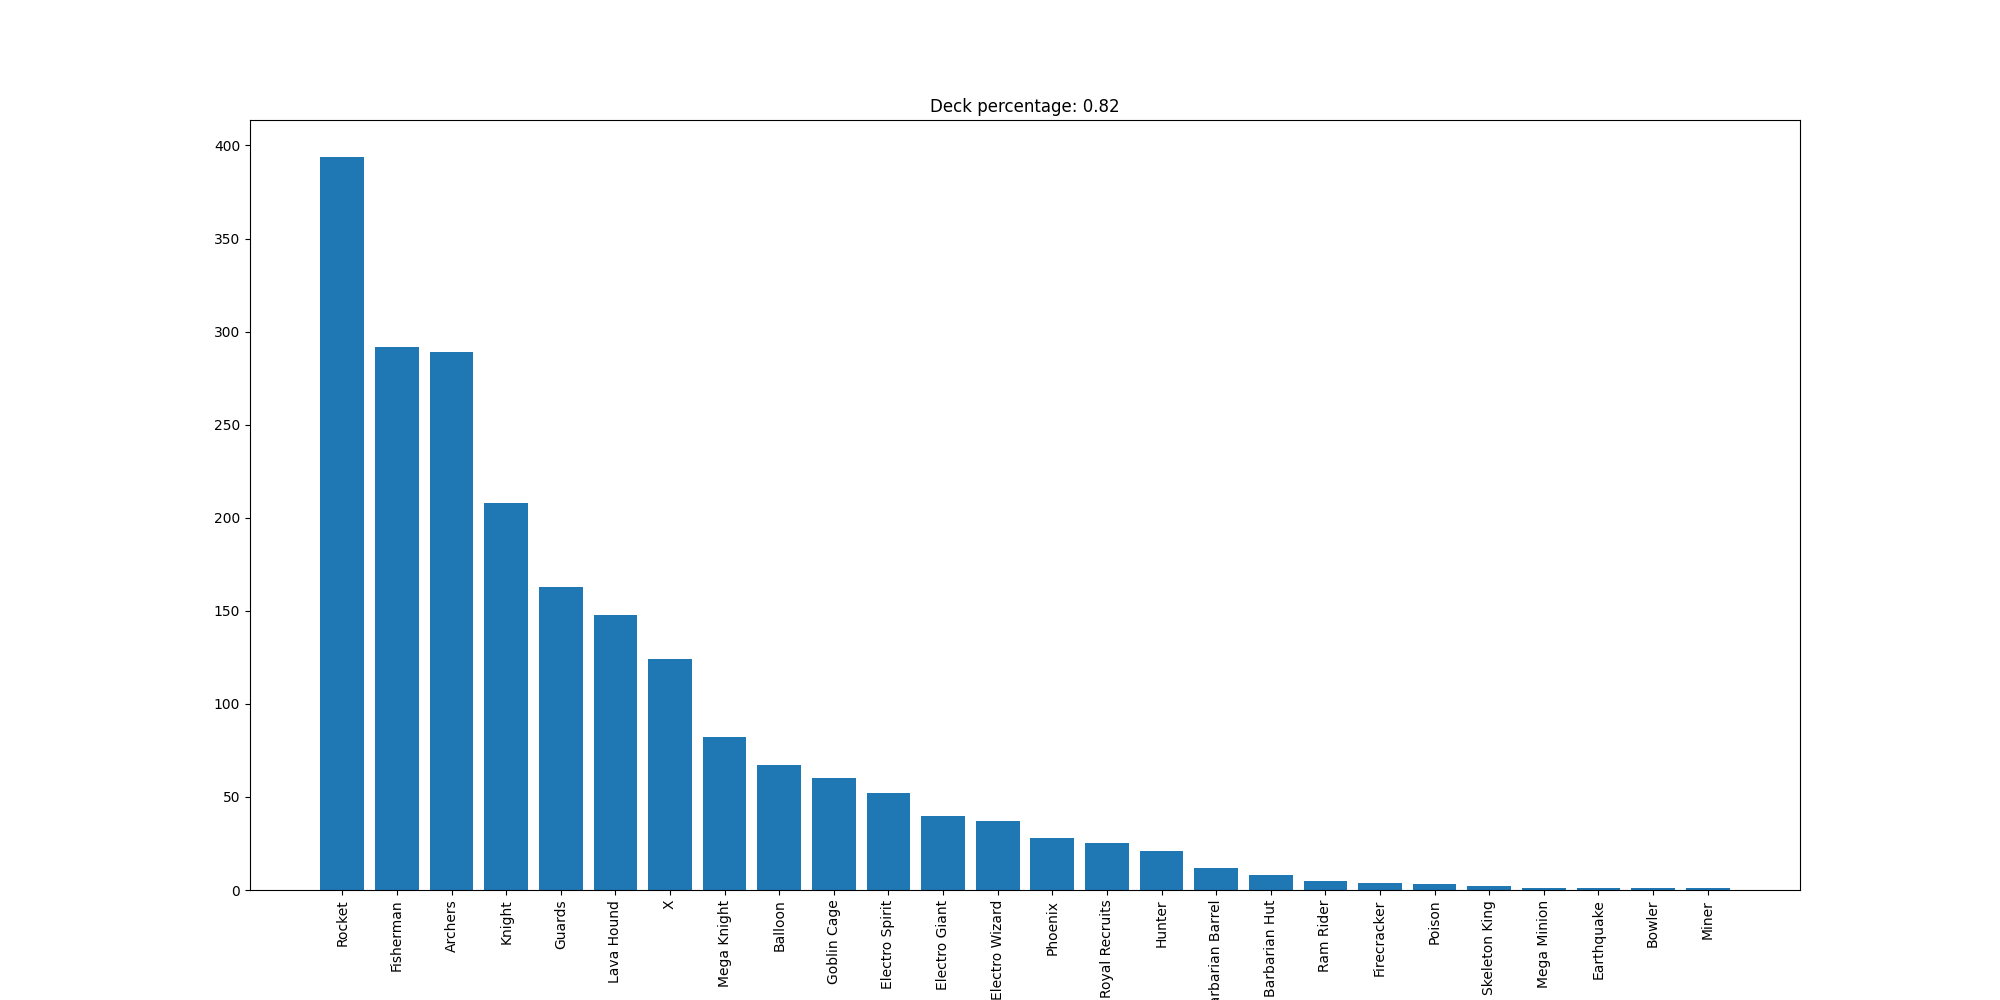 Deck percentage: 0.82
400
350
300
250
200
150
100
50
0
Rocket
Fisherman
Archers
Knight
Guards
Lava Hound
X
Mega Knight
Balloon
Goblin Cage
Electro Spirit
Electro Giant
Electro Wizard
Phoenix
Royal Recruits
Hunter
arbarian Barrel
Barbarian Hut
Ram Rider
Firecracker
Poison
Skeleton King
Mega Minion
Earthquake
Bowler
Miner